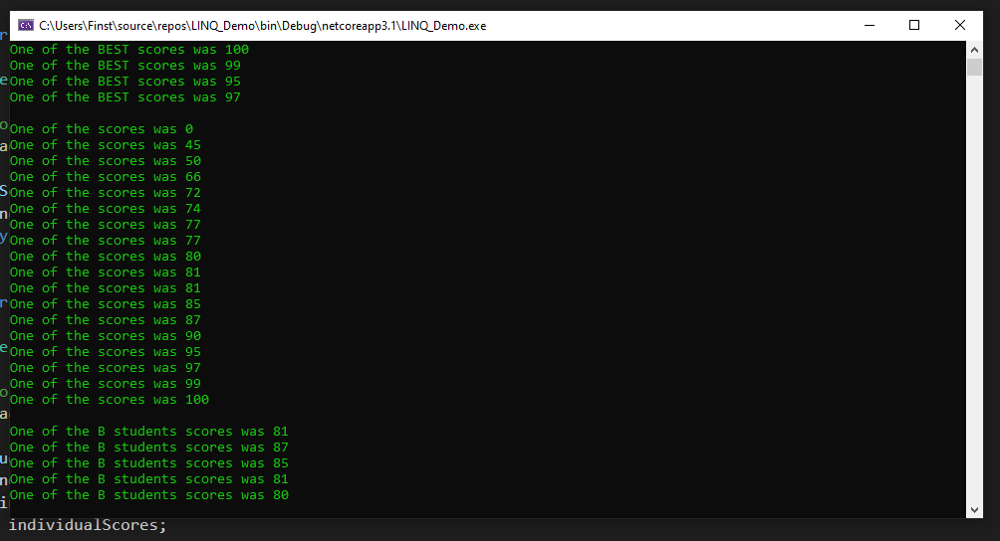 C:\Users\Finst\source\repos\LINQ_Demo\bin\Debug\netcoreapp3.1\LINQ_Demo.exe
One of the BEST scores was 100
One of the BEST scores was 99
One of the BEST scores was 95
One of the BEST scores was 97
One of the scores was 0
One of the scores was 45
One of the scores was 50
One of the scores was 66
One of the scores was 72
One of the scores was 74
One of the scores was 77
One of the scores was 77
One of the scores was 80
One of the scores was 81
One of the scores was 81
One of the scores was 85
One of the scores was 87
One of the scores was 90
One of the scores was 95
One of the scores was 97
One of the scores was 99
One of the scores was 100
One of the B students scores was 81
One of the B students scores was 87
One of the B students scores was 85
One of the B students scores was 81
One of the B students scores was 80
individualScores;